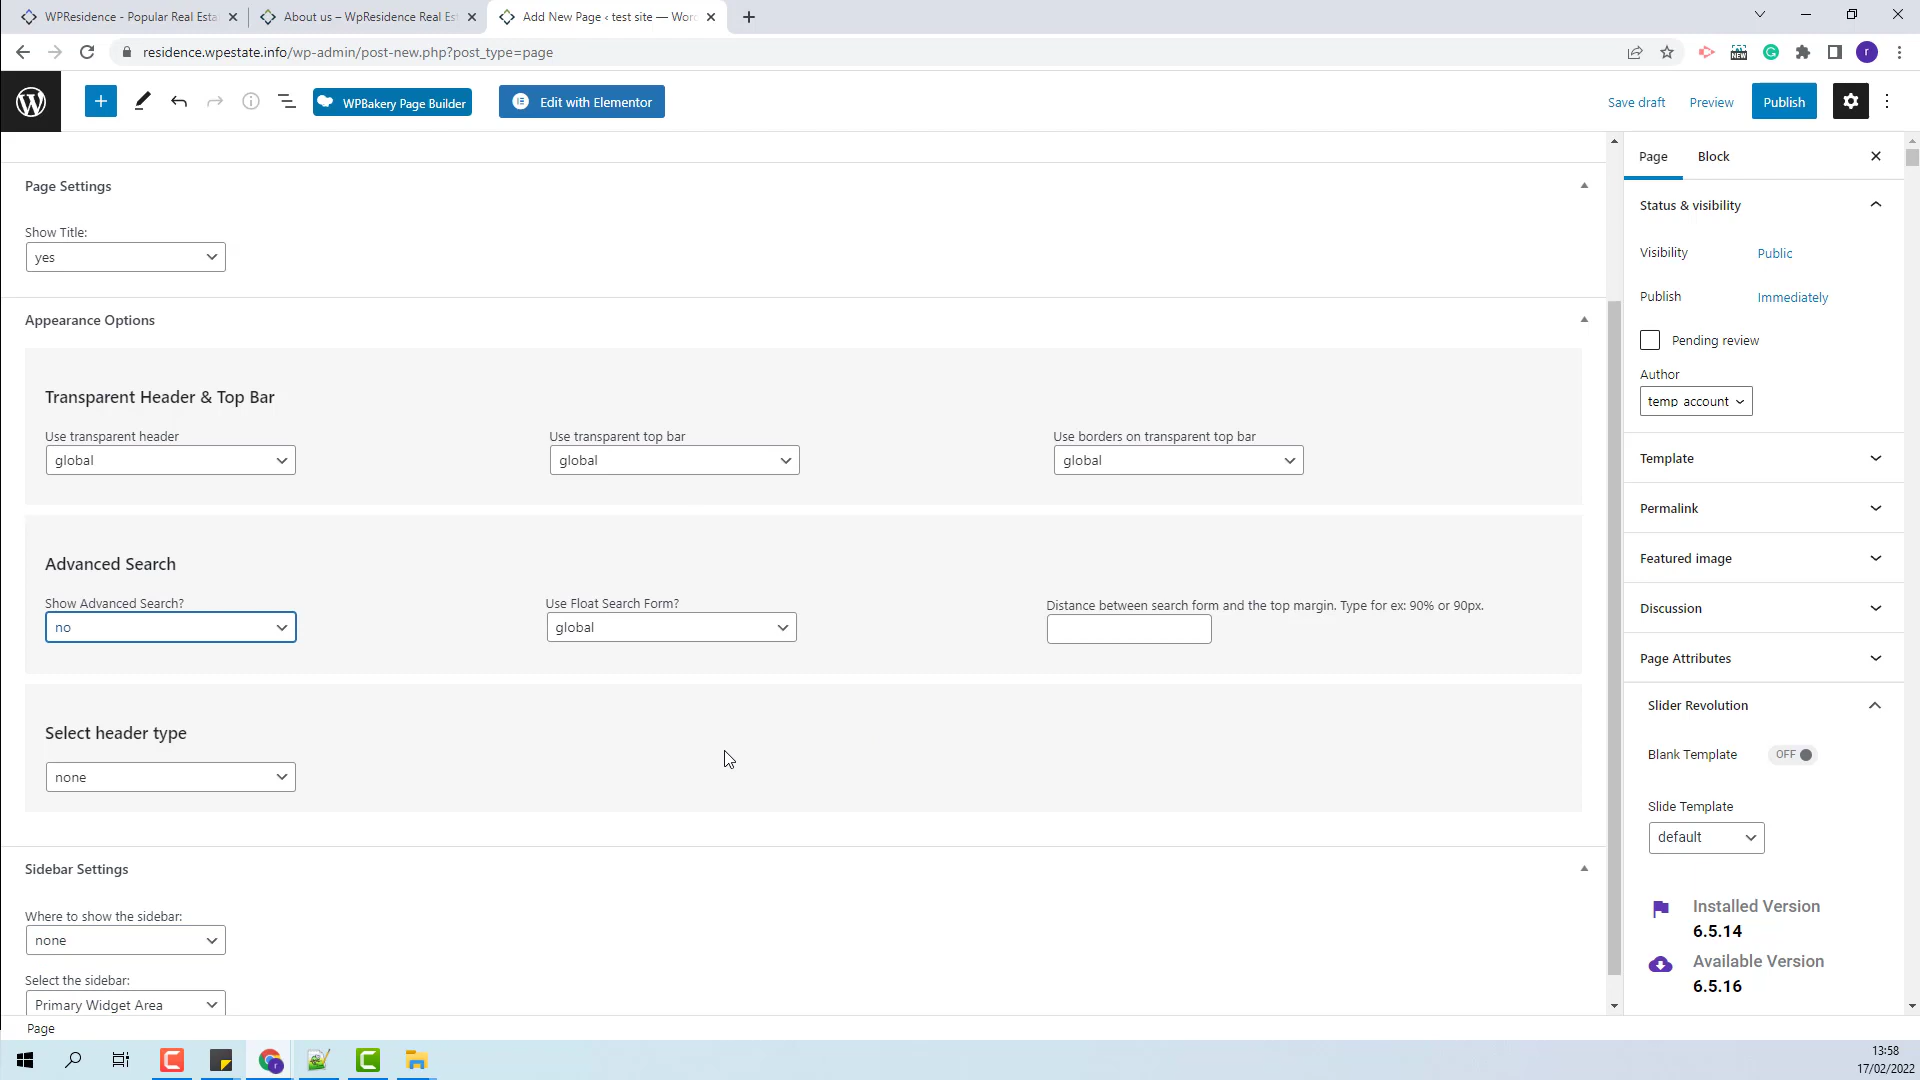 WPResidence - Popular Real Esta
About us – WpResidence Real Es
Add New Page ‹ test site — Wor
residence.wpestate.info/wp-admin/post-new.php?post_type=page
NEW
r
WPBakery Page Builder
Edit with Elementor
Save draft
Preview
Publish
Page Settings
Show Title:
yes
Appearance Options
Transparent Header & Top Bar
Use transparent header
Use transparent top bar
Use borders on transparent top bar
global
global
global
Advanced Search
Show Advanced Search?
Use Float Search Form?
Distance between search form and the top margin. Type for ex: 90% or 90px.
no
global
Select header type
none
Sidebar Settings
Where to show the sidebar:
none
Select the sidebar:
Primary Widget Area
Page
Page
Block
Status & visibility
Visibility
Public
Publish
Immediately
Pending review
Author
temp account
Template
Permalink
Featured image
Discussion
Page Attributes
Slider Revolution
Blank Template
OFF
Slide Template
default
Installed Version
6.5.14
Available Version
6.5.16
13:58
17/02/2022